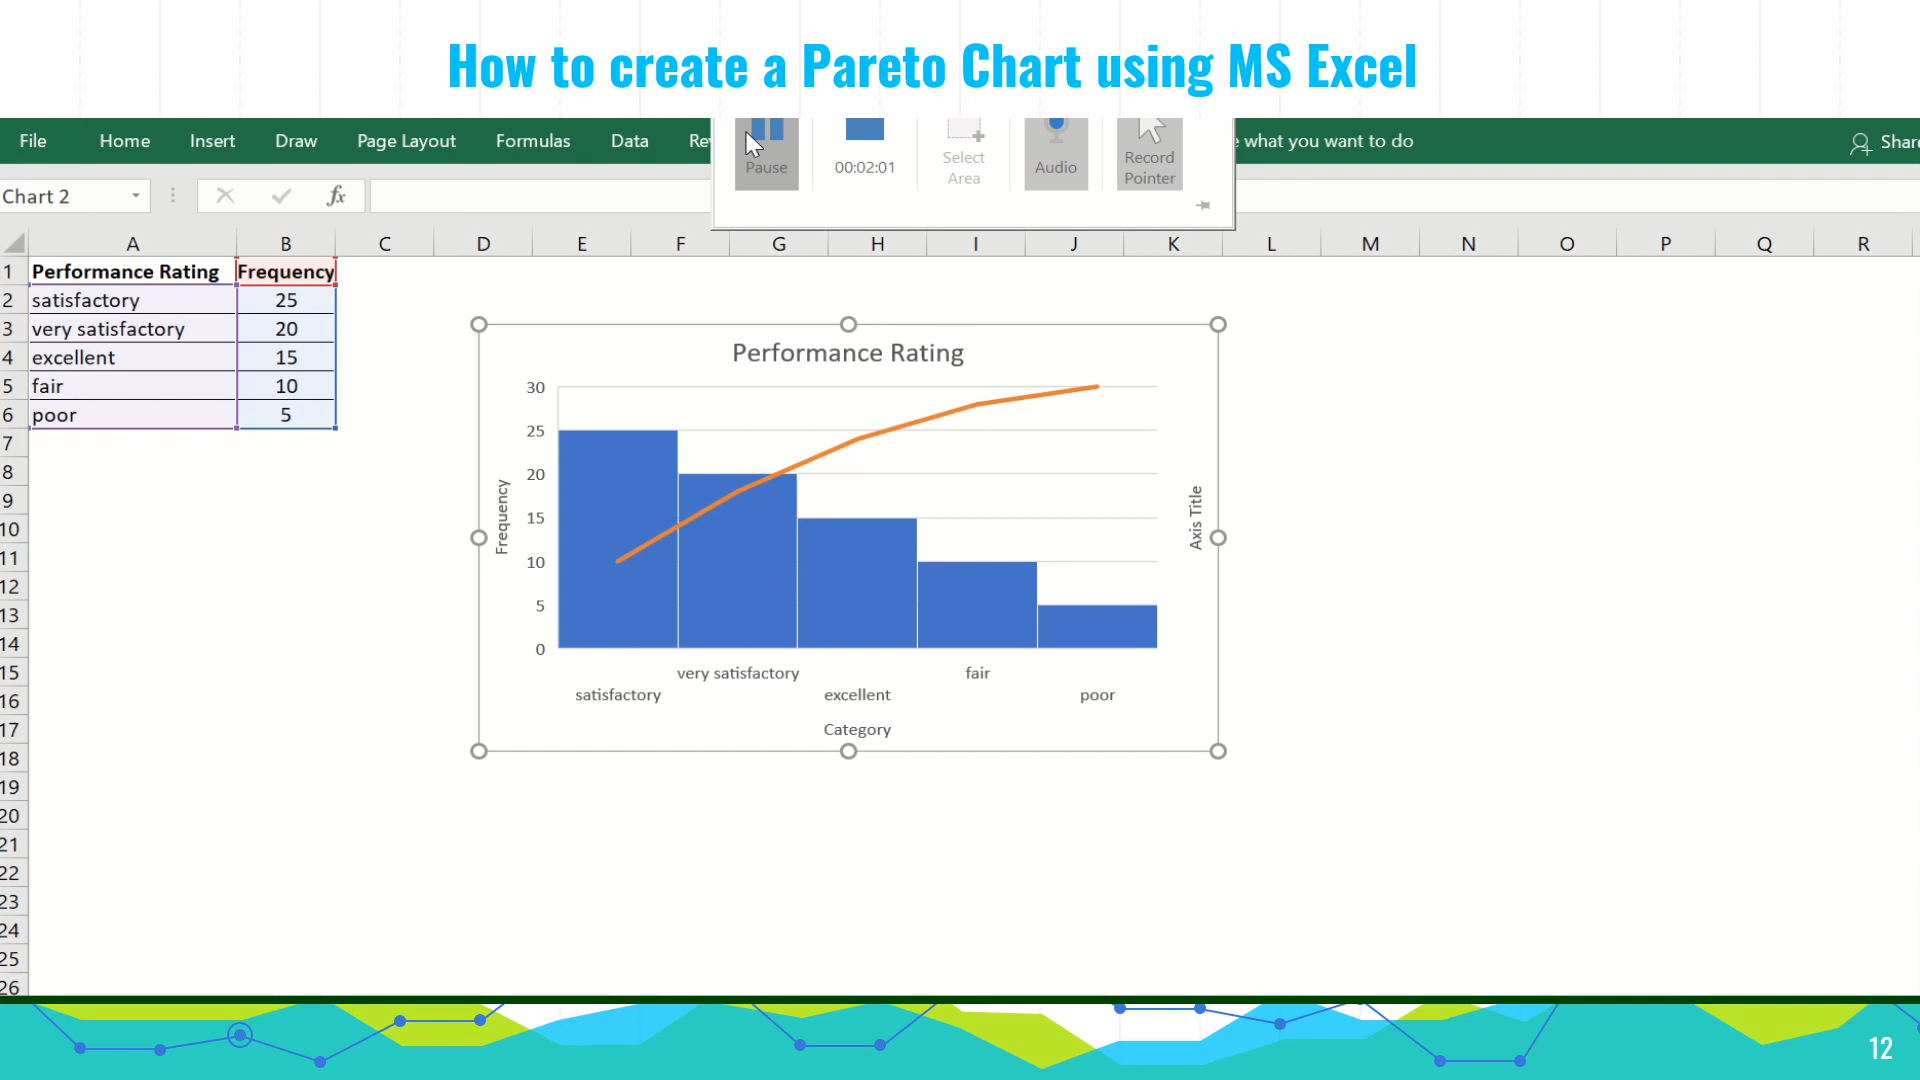 How to create a Pareto Chart using MS Excel
File Home Insert Draw Page Layout Formulas Data Re what you want to do Share
Pause 00:02:01 Select Area Audio Record Pointer
Chart 2 fx
A B C D E F G H I J K L M N O P Q R
1 Performance Rating Frequency
2 satisfactory 25
3 very satisfactory 20
4 excellent 15
5 fair 10
6 poor 5
7
8
9
10
11
12
13
14
15
16
17
18
19
20
21
22
23
24
25
26
Performance Rating
30
25
20
15
10
5
0
Frequency
Axis Title
very satisfactory fair
satisfactory excellent poor
Category
12